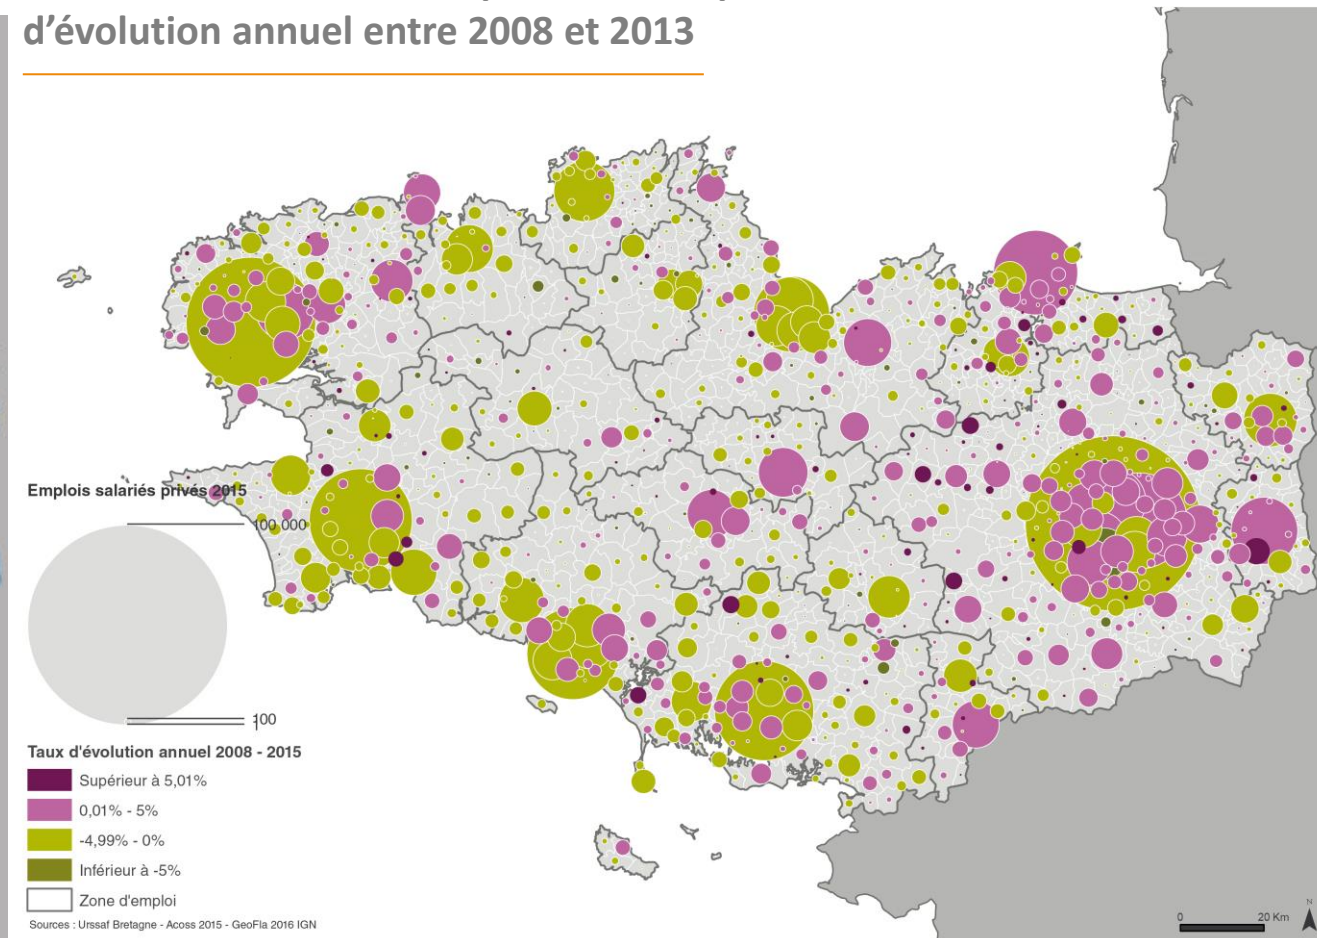 d'évolution annuel entre 2008 et 2013
Emplois salariés privés 2015
100 000
100
1
Taux d'évolution annuel 2008 - 2015
Supérieur à 5,01%
0,01% - 5%
-4,99% - 0%
Inférieur à -5%
Zone d'emploi
Sources : Urssaf Bretagne - Acoss 2015 - GeoFla 2016 IGN
0 20 Km
N